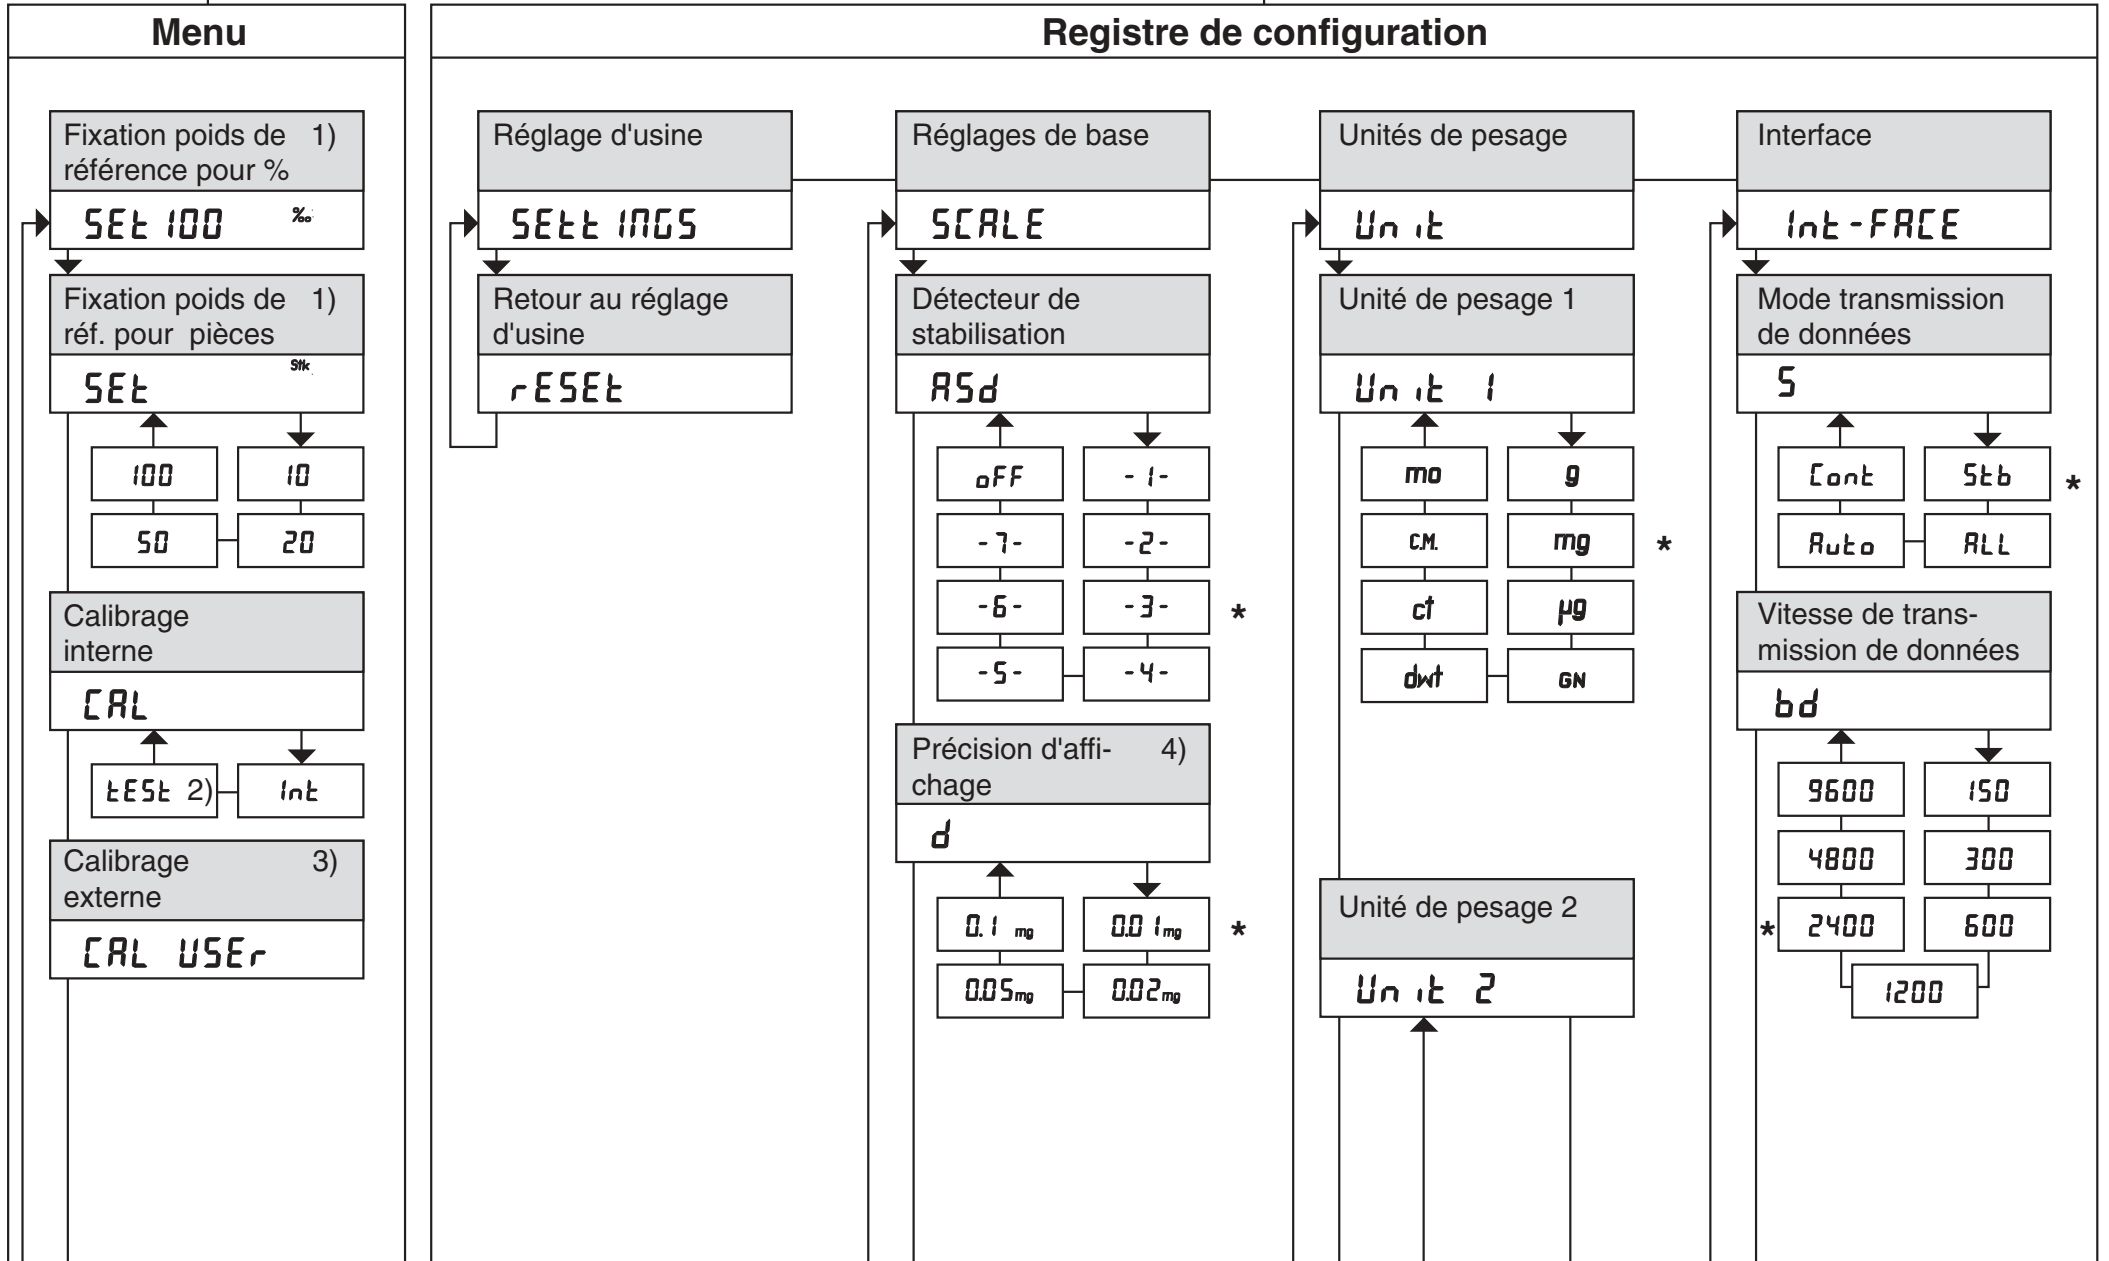 Menu
Fixation poids de 1)
référence pour %
SEt 100 ‰
Fixation poids de 1)
réf. pour pièces
SEt Stk
100 10
50 20
Calibrage
interne
CAL
tESt 2) Int
Calibrage 3)
externe
CAL USEr
Registre de configuration
Réglage d'usine
SEttINGS
Retour au réglage
d'usine
rESEt
Réglages de base
SCALE
Détecteur de
stabilisation
ASd
oFF -1-
-7- -2-
-6- -3- *
-5- -4-
Précision d'affi- 4)
chage
d
0.1 mg 0.01 mg *
0.05 mg 0.02 mg
Unités de pesage
Unit
Unité de pesage 1
Unit 1
mo g
C.M. mg *
ct µg
dwt GN
Unité de pesage 2
Unit 2
Interface
Int-FACE
Mode transmission
de données
S
Cont Stb *
Auto ALL
Vitesse de trans-
mission de données
bd
9600 150
4800 300
* 2400 600
1200